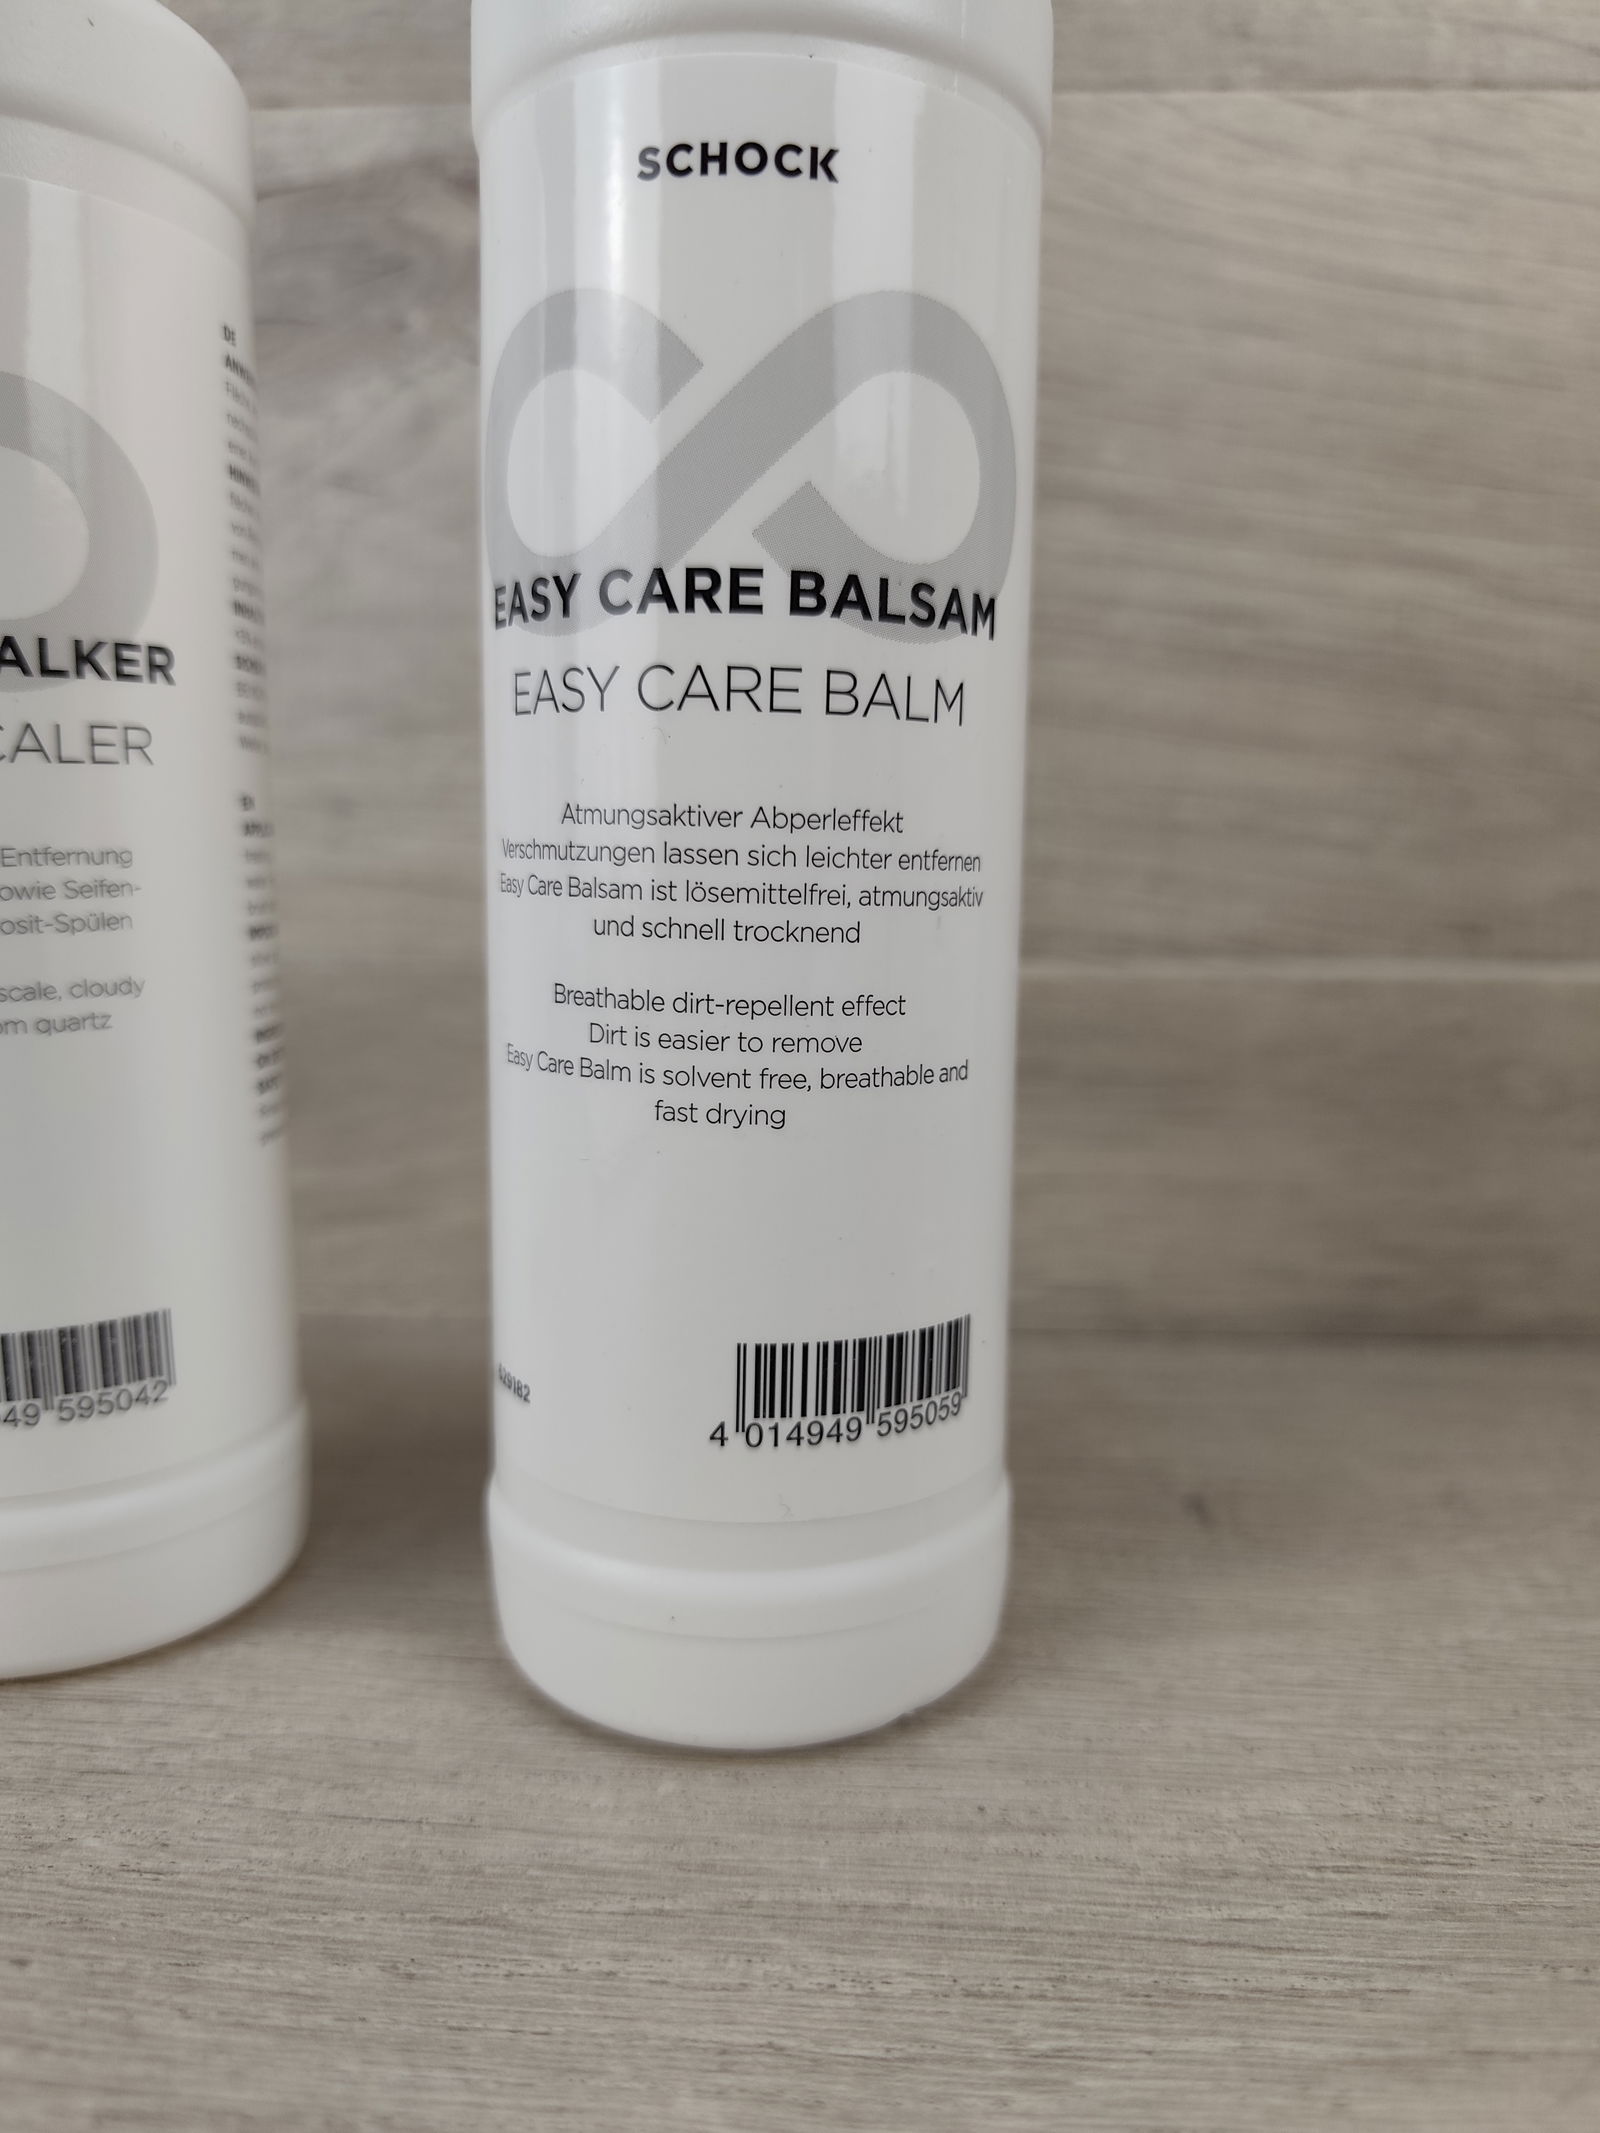 SCHOCK
EASY CARE BALSAM
EASY CARE BALM
Atmungsaktiver Abperleffekt
Verschmutzungen lassen sich leichter entfernen
Easy Care Balsam ist lösemittelfrei, atmungsaktiv
und schnell trocknend
Breathable dirt-repellent effect
Dirt is easier to remove
Easy Care Balm is solvent free, breathable and
fast drying
629182
4 014949 595059
ALKER
CALER
Entfernung
owie Seifen-
osit-Spülen
scale, cloudy
om quartz
49 595042
DE